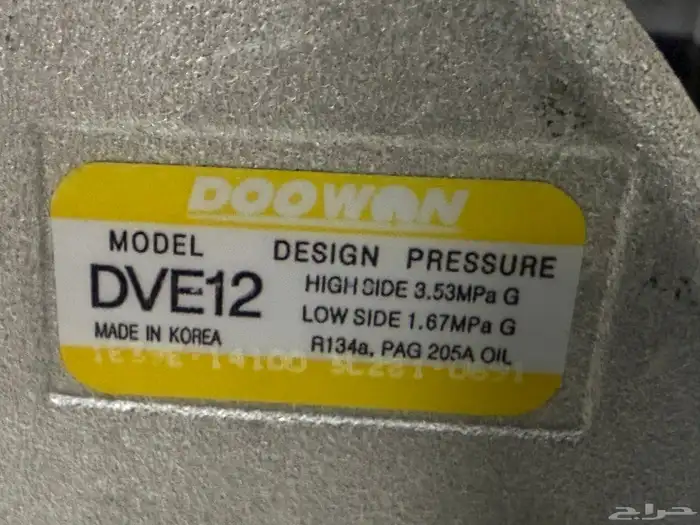 DOOWON
MODEL
DVE12
MADE IN KOREA
DESIGN PRESSURE
HIGH SIDE 3.53MPa G
LOW SIDE 1.67MPa G
R134a, PAG 205A OIL
حراج